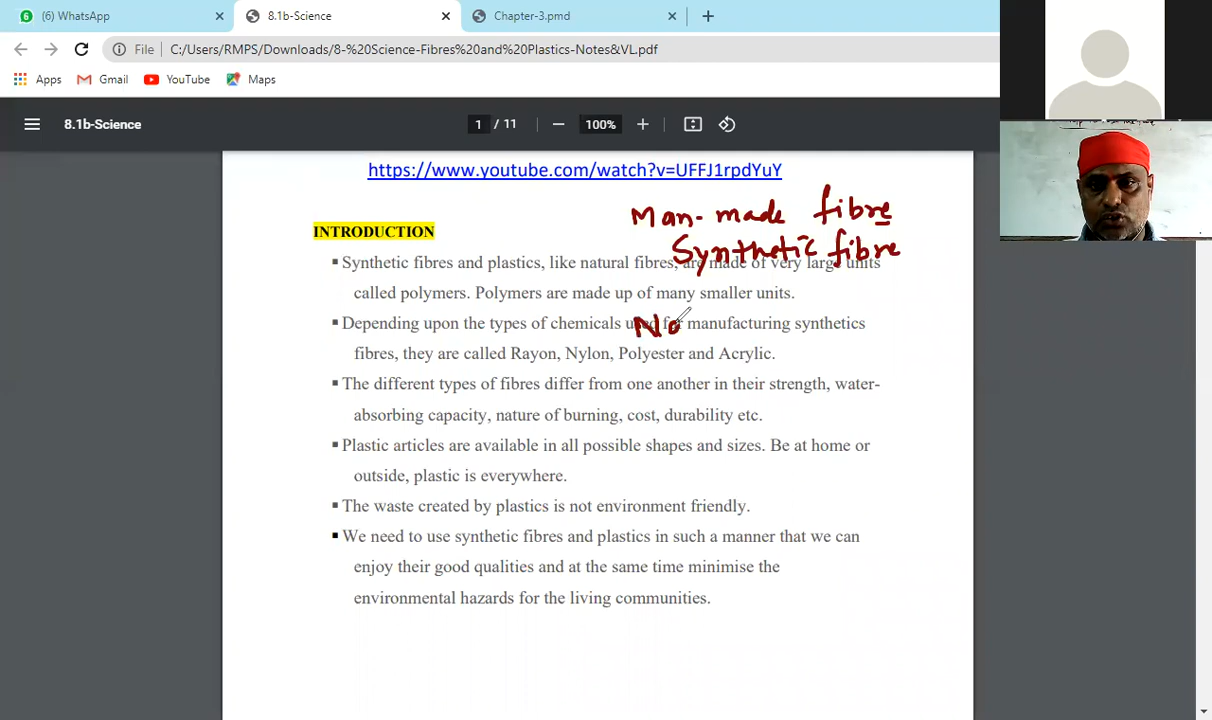 6 (6) WhatsApp × 8.1b-Science × Chapter-3.pmd × +
File C:/Users/RMPS/Downloads/8-%20Science-Fibres%20and%20Plastics-Notes&VL.pdf
Apps Gmail YouTube Maps
8.1b-Science 1 / 11 — 100% +
https://www.youtube.com/watch?v=UFFJ1rpdYuY
Man-made fibre
INTRODUCTION
Synthetic fibre
▪ Synthetic fibres and plastics, like natural fibres, are made of very large units
called polymers. Polymers are made up of many smaller units.
▪ Depending upon the types of chemicals used for manufacturing synthetics
No
fibres, they are called Rayon, Nylon, Polyester and Acrylic.
▪ The different types of fibres differ from one another in their strength, water-
absorbing capacity, nature of burning, cost, durability etc.
▪ Plastic articles are available in all possible shapes and sizes. Be at home or
outside, plastic is everywhere.
▪ The waste created by plastics is not environment friendly.
▪ We need to use synthetic fibres and plastics in such a manner that we can
enjoy their good qualities and at the same time minimise the
environmental hazards for the living communities.